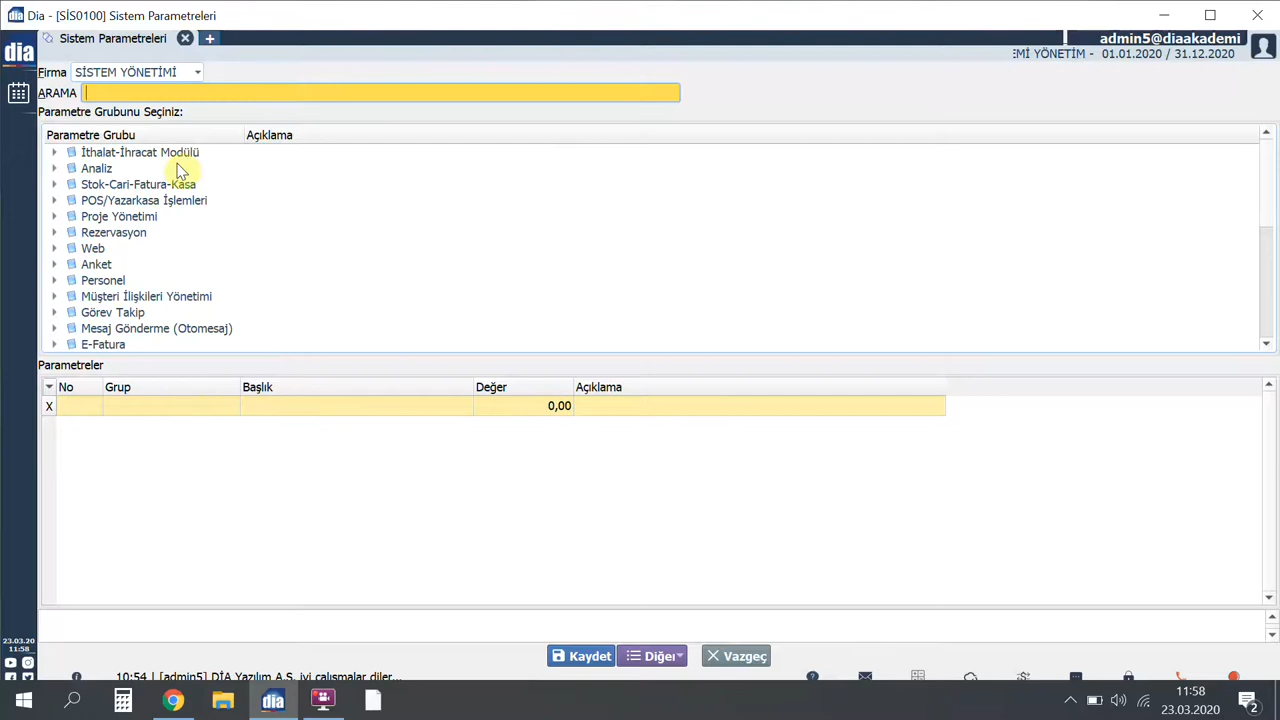 Dia - [SİS0100] Sistem Parametreleri
Sistem Parametreleri
admin5@diaakademi
dia
Mİ YÖNETİM - 01.01.2020 / 31.12.2020
Firma SİSTEM YÖNETİMİ
ARAMA
Parametre Grubunu Seçiniz:
Parametre Grubu Açıklama
İthalat-İhracat Modülü
Analiz
Stok-Cari-Fatura-Kasa
POS/Yazarkasa İşlemleri
Proje Yönetimi
Rezervasyon
Web
Anket
Personel
Müşteri İlişkileri Yönetimi
Görev Takip
Mesaj Gönderme (Otomesaj)
E-Fatura
Parametreler
No Grup Başlık Değer Açıklama
X 0,00
23.03.20
11:58
Kaydet Diğer Vazgeç
10:54 | [admin5] DİA Yazılım A.S. iyi çalışmalar diler...
dia
11:58
23.03.2020
2